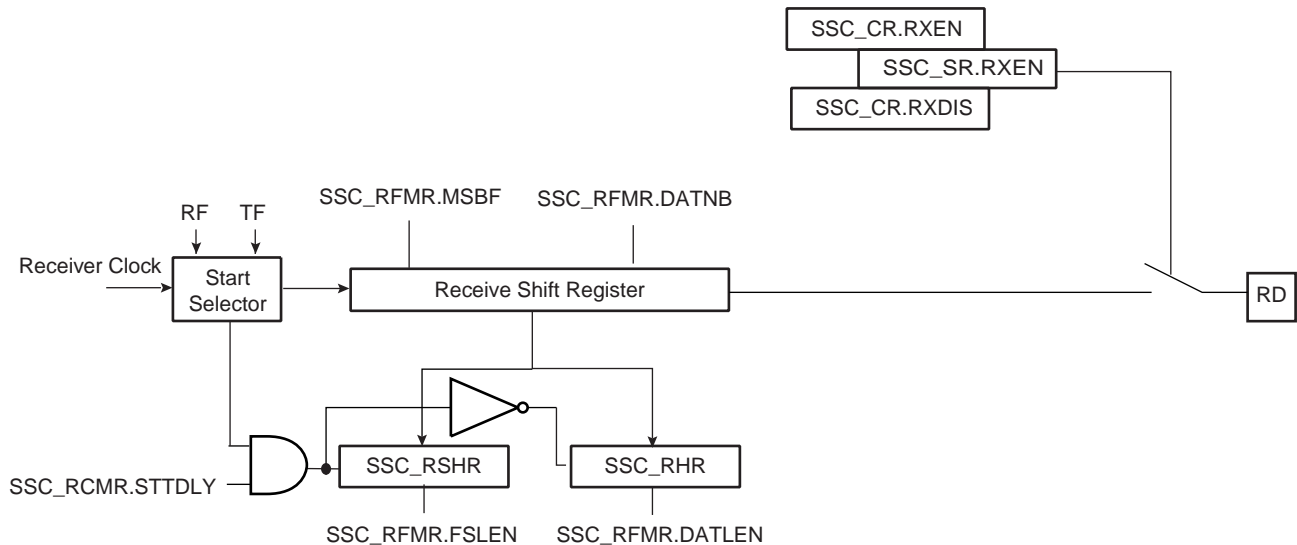 SSC_CR.RXEN
SSC_SR.RXEN
SSC_CR.RXDIS
SSC_RFMR.MSBF
SSC_RFMR.DATNB
RF
TF
Receiver Clock
Start
Selector
Receive Shift Register
RD
SSC_RSHR
SSC_RHR
SSC_RCMR.STTDLY
SSC_RFMR.FSLEN
SSC_RFMR.DATLEN